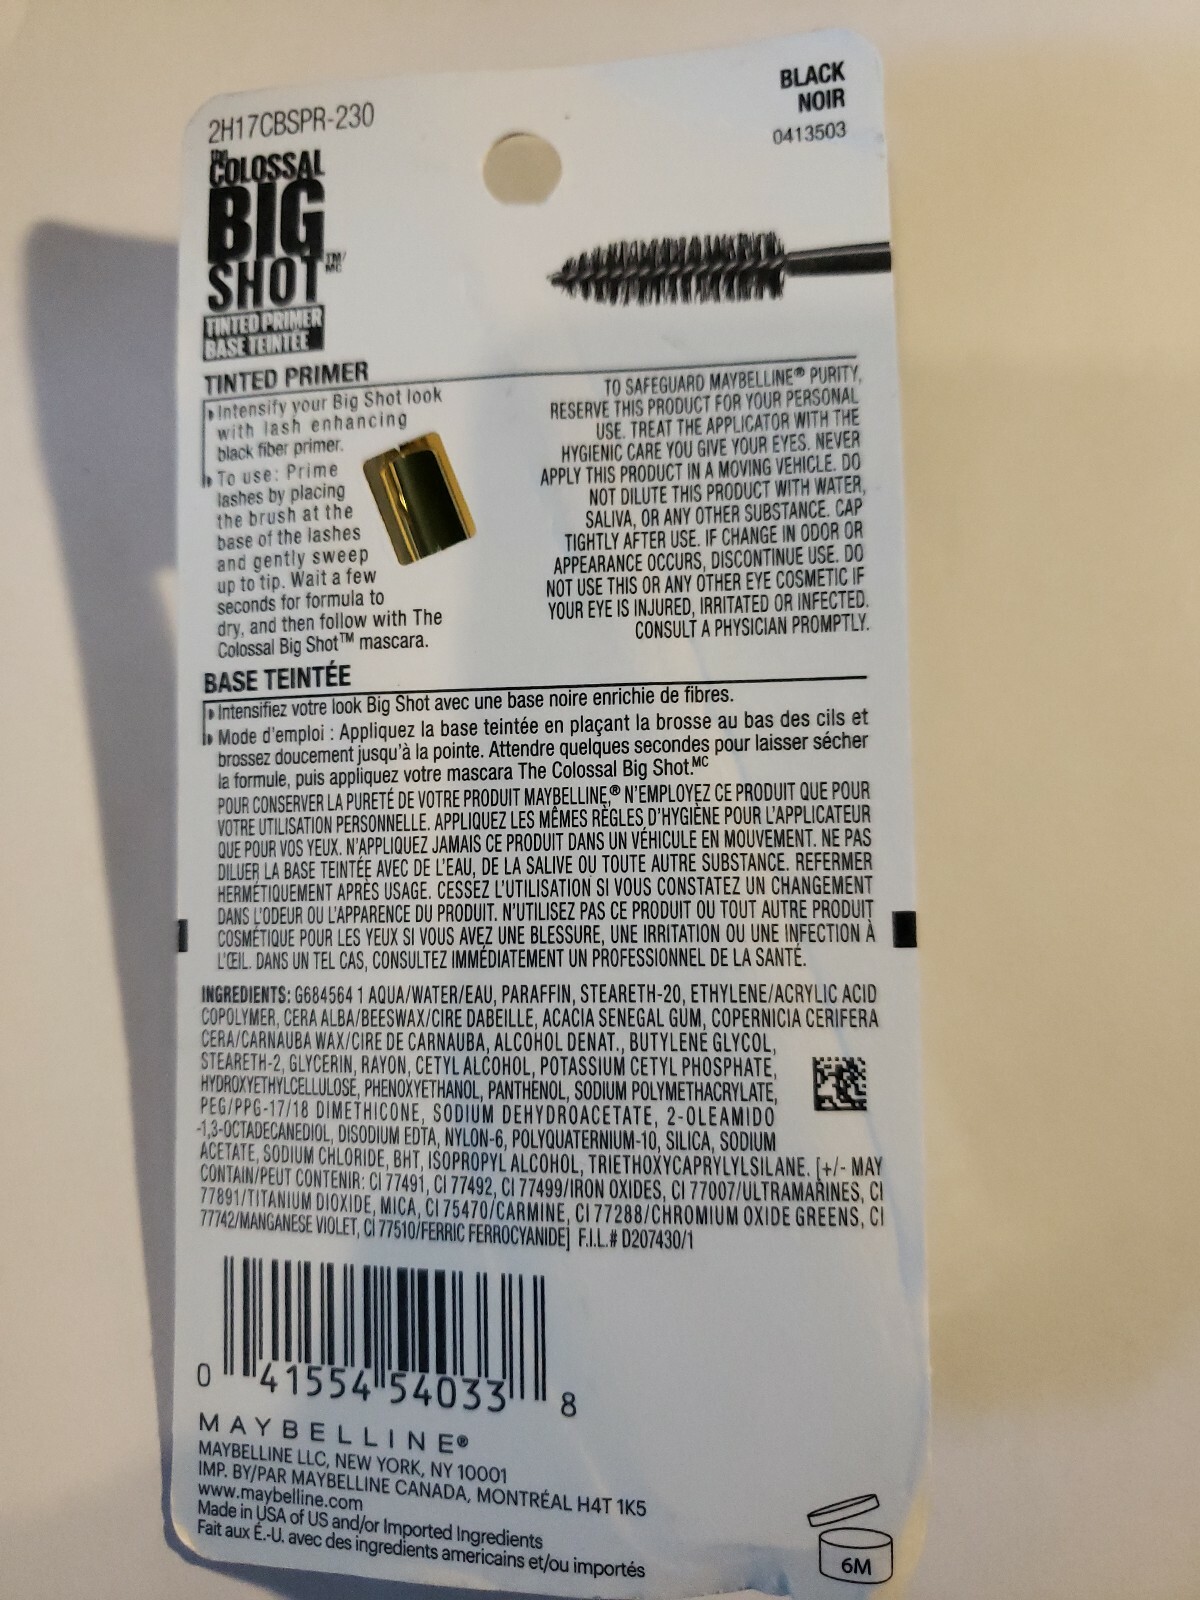 2H17CBSPR-230
BLACK
NOIR
0413503
the
COLOSSAL
BIG
SHOT TM/MC
TINTED PRIMER
BASE TEINTÉE
TINTED PRIMER
Intensify your Big Shot look
with lash enhancing
black fiber primer.
To use: Prime
lashes by placing
the brush at the
base of the lashes
and gently sweep
up to tip. Wait a few
seconds for formula to
dry, and then follow with The
Colossal Big Shot™ mascara.
TO SAFEGUARD MAYBELLINE® PURITY,
RESERVE THIS PRODUCT FOR YOUR PERSONAL
USE. TREAT THE APPLICATOR WITH THE
HYGIENIC CARE YOU GIVE YOUR EYES. NEVER
APPLY THIS PRODUCT IN A MOVING VEHICLE. DO
NOT DILUTE THIS PRODUCT WITH WATER,
SALIVA, OR ANY OTHER SUBSTANCE. CAP
TIGHTLY AFTER USE. IF CHANGE IN ODOR OR
APPEARANCE OCCURS, DISCONTINUE USE. DO
NOT USE THIS OR ANY OTHER EYE COSMETIC IF
YOUR EYE IS INJURED, IRRITATED OR INFECTED.
CONSULT A PHYSICIAN PROMPTLY.
BASE TEINTÉE
Intensifiez votre look Big Shot avec une base noire enrichie de fibres.
Mode d'emploi : Appliquez la base teintée en plaçant la brosse au bas des cils et
brossez doucement jusqu'à la pointe. Attendre quelques secondes pour laisser sécher
la formule, puis appliquez votre mascara The Colossal Big Shot.MC
POUR CONSERVER LA PURETÉ DE VOTRE PRODUIT MAYBELLINE,® N'EMPLOYEZ CE PRODUIT QUE POUR
VOTRE UTILISATION PERSONNELLE. APPLIQUEZ LES MÊMES RÈGLES D'HYGIÈNE POUR L'APPLICATEUR
QUE POUR VOS YEUX. N'APPLIQUEZ JAMAIS CE PRODUIT DANS UN VÉHICULE EN MOUVEMENT. NE PAS
DILUER LA BASE TEINTÉE AVEC DE L'EAU, DE LA SALIVE OU TOUTE AUTRE SUBSTANCE. REFERMER
HERMÉTIQUEMENT APRÈS USAGE. CESSEZ L'UTILISATION SI VOUS CONSTATEZ UN CHANGEMENT
DANS L'ODEUR OU L'APPARENCE DU PRODUIT. N'UTILISEZ PAS CE PRODUIT OU TOUT AUTRE PRODUIT
COSMÉTIQUE POUR LES YEUX SI VOUS AVEZ UNE BLESSURE, UNE IRRITATION OU UNE INFECTION À
L'ŒIL. DANS UN TEL CAS, CONSULTEZ IMMÉDIATEMENT UN PROFESSIONNEL DE LA SANTÉ.
INGREDIENTS: G684564 1 AQUA/WATER/EAU, PARAFFIN, STEARETH-20, ETHYLENE/ACRYLIC ACID
COPOLYMER, CERA ALBA/BEESWAX/CIRE DABEILLE, ACACIA SENEGAL GUM, COPERNICIA CERIFERA
CERA/CARNAUBA WAX/CIRE DE CARNAUBA, ALCOHOL DENAT., BUTYLENE GLYCOL,
STEARETH-2, GLYCERIN, RAYON, CETYL ALCOHOL, POTASSIUM CETYL PHOSPHATE,
HYDROXYETHYLCELLULOSE, PHENOXYETHANOL, PANTHENOL, SODIUM POLYMETHACRYLATE,
PEG/PPG-17/18 DIMETHICONE, SODIUM DEHYDROACETATE, 2-OLEAMIDO
-1,3-OCTADECANEDIOL, DISODIUM EDTA, NYLON-6, POLYQUATERNIUM-10, SILICA, SODIUM
ACETATE, SODIUM CHLORIDE, BHT, ISOPROPYL ALCOHOL, TRIETHOXYCAPRYLYLSILANE. [+/- MAY
CONTAIN/PEUT CONTENIR: CI 77491, CI 77492, CI 77499/IRON OXIDES, CI 77007/ULTRAMARINES, CI
77891/TITANIUM DIOXIDE, MICA, CI 75470/CARMINE, CI 77288/CHROMIUM OXIDE GREENS, CI
77742/MANGANESE VIOLET, CI 77510/FERRIC FERROCYANIDE] F.I.L.# D207430/1
0 41554 54033 8
MAYBELLINE®
MAYBELLINE LLC, NEW YORK, NY 10001
IMP. BY/PAR MAYBELLINE CANADA, MONTRÉAL H4T 1K5
www.maybelline.com
Made in USA of US and/or Imported Ingredients
Fait aux É.-U. avec des ingredients americains et/ou importés
6M